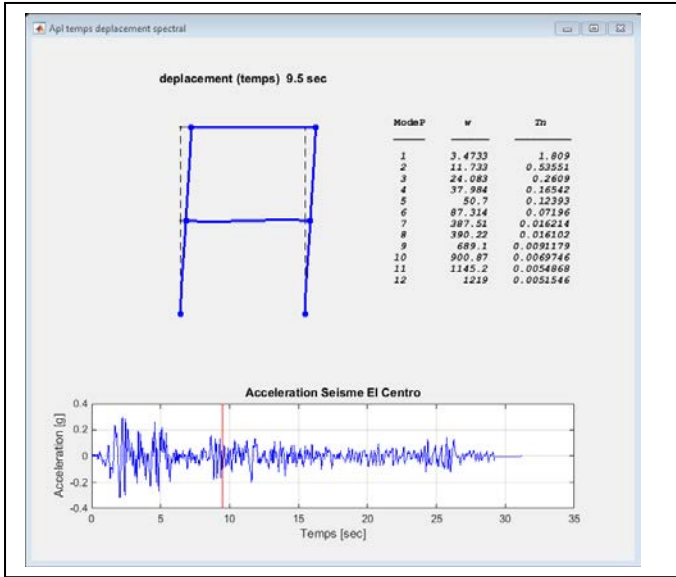 Apl temps deplacement spectral
deplacement (temps) 9.5 sec
ModeP w Tn
1 3.4733 1.809
2 11.733 0.53551
3 24.083 0.2609
4 37.984 0.16542
5 50.7 0.12393
6 87.314 0.07196
7 387.51 0.016214
8 390.22 0.016102
9 689.1 0.0091179
10 900.87 0.0069746
11 1145.2 0.0054868
12 1219 0.0051546
Acceleration Seisme El Centro
Acceleration [g]
0.4
0.2
0
-0.2
-0.4
0 5 10 15 20 25 30 35
Temps [sec]